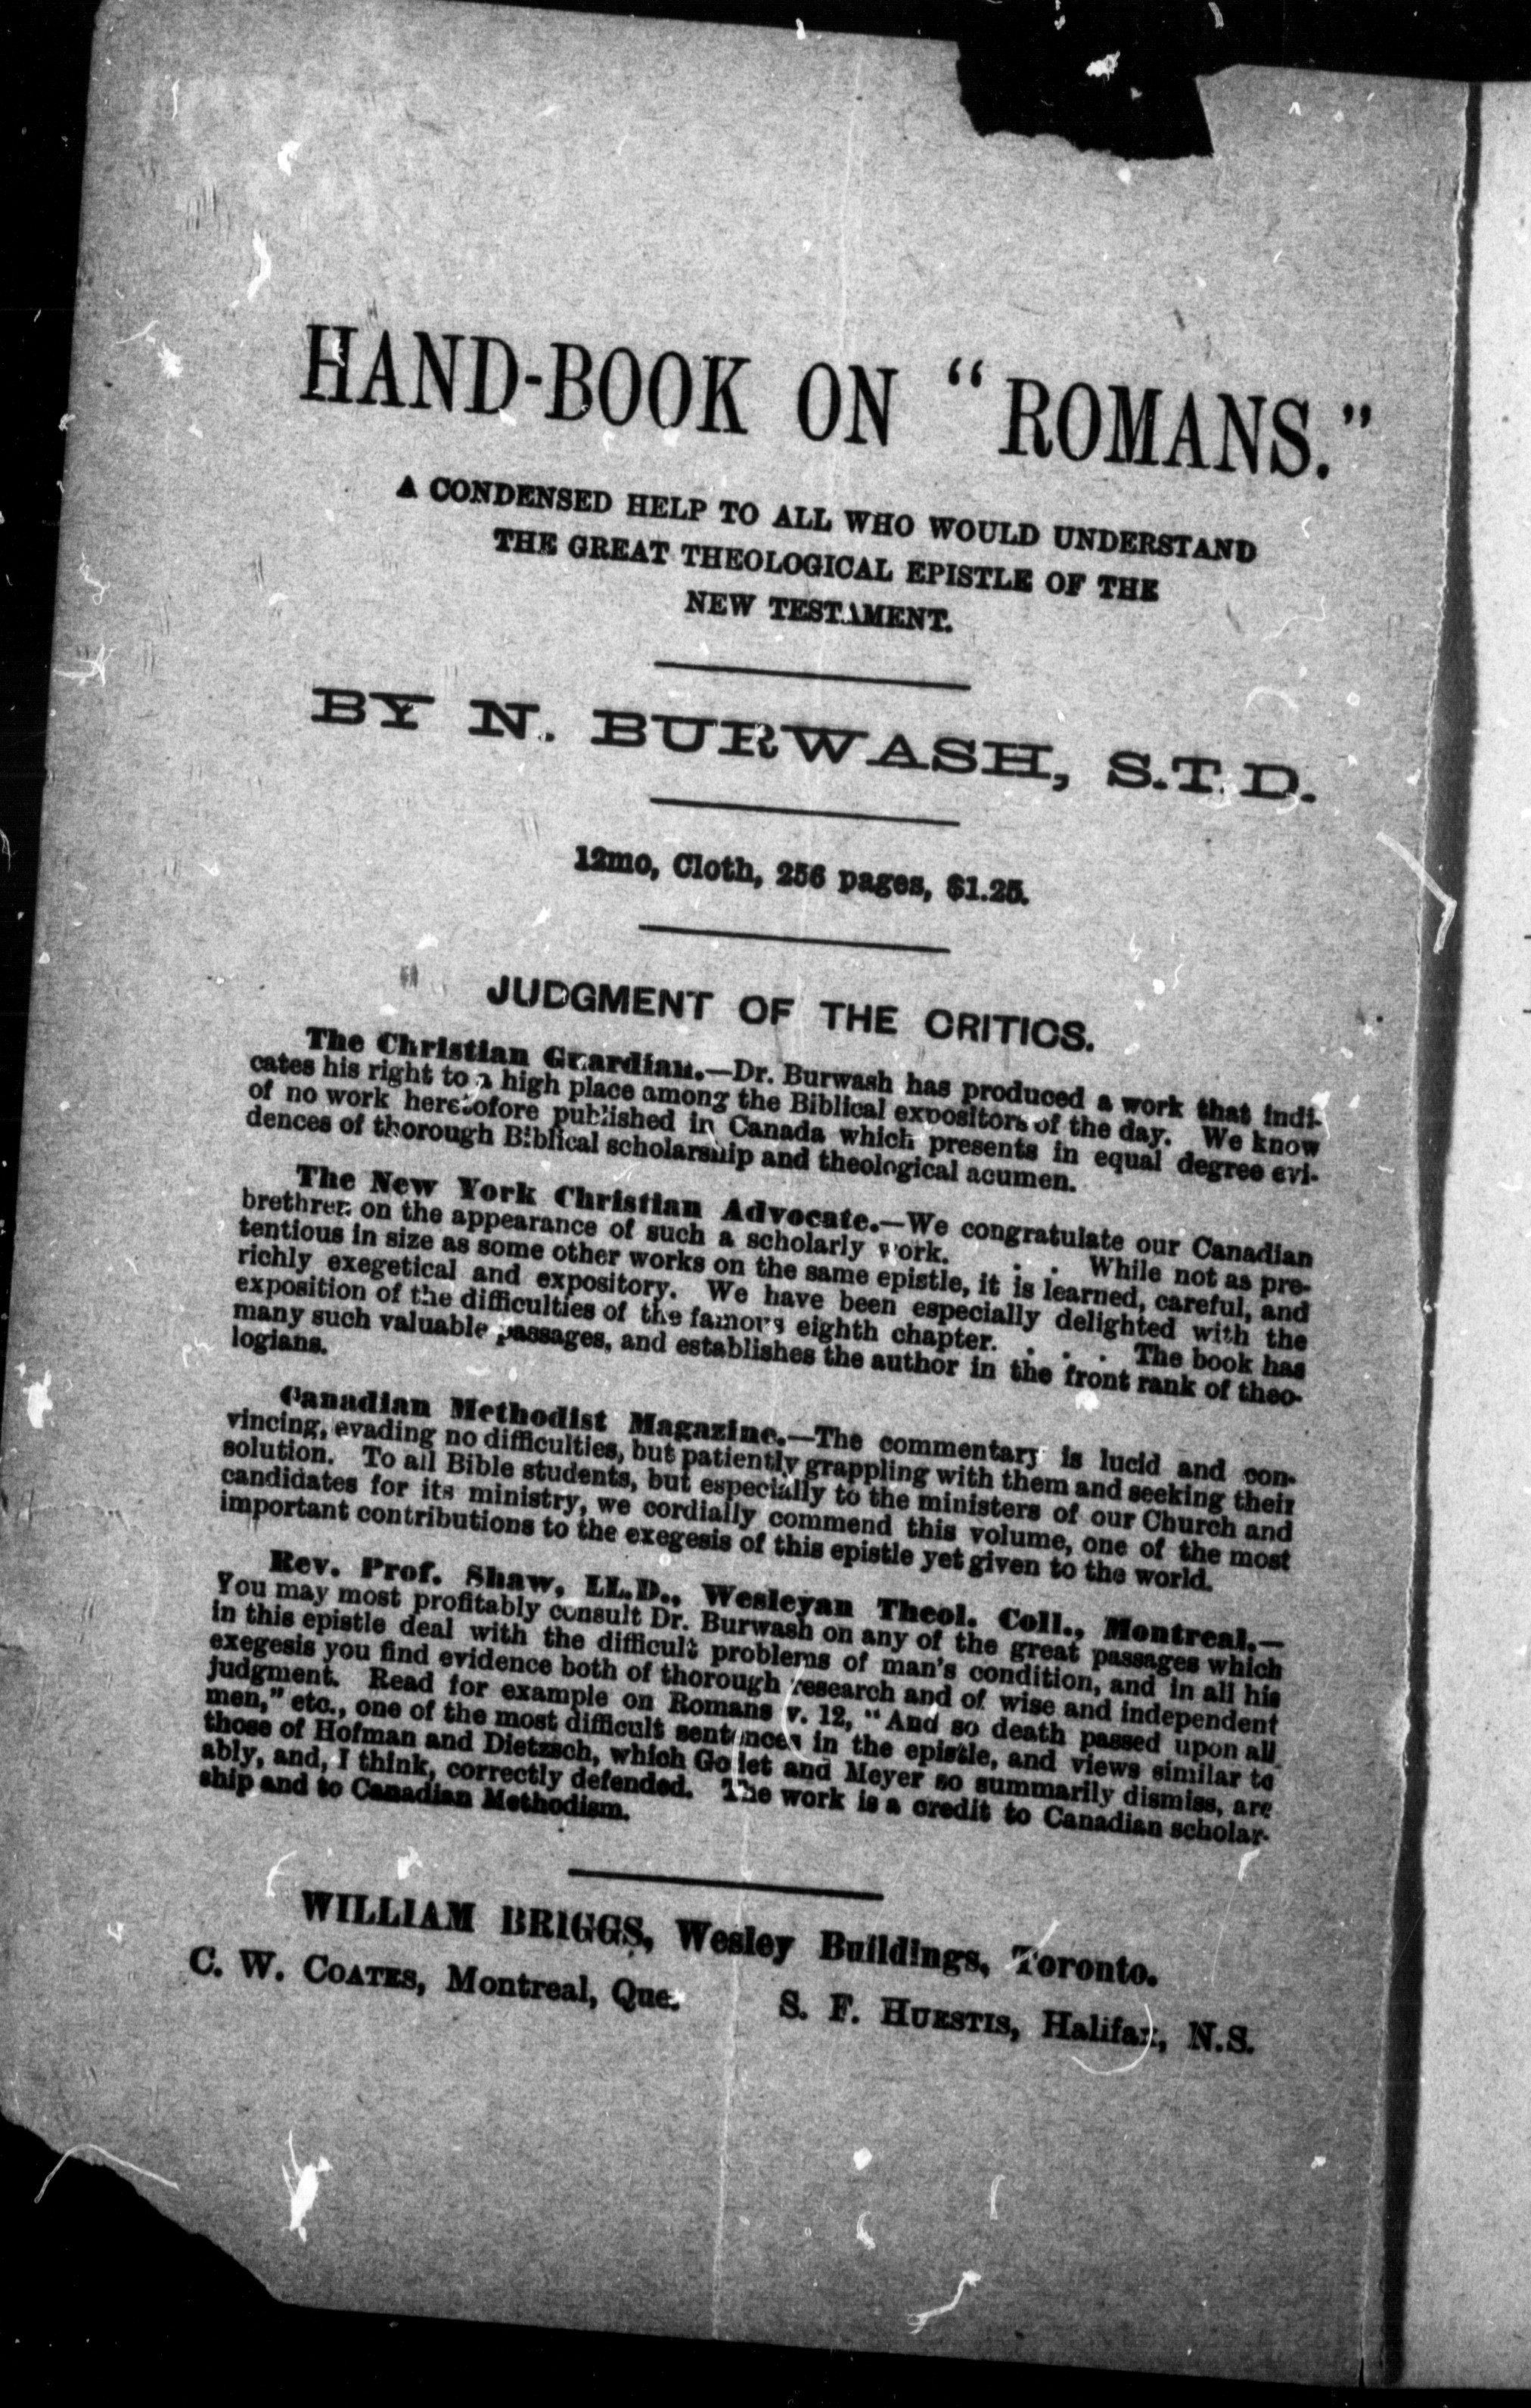 HAND-BOOK ON "ROMANS."
A CONDENSED HELP TO ALL WHO WOULD UNDERSTAND
THE GREAT THEOLOGICAL EPISTLE OF THE
NEW TESTAMENT.
BY N. BURWASH, S.T.D.
12mo, Cloth, 256 pages, $1.25.
JUDGMENT OF THE CRITICS.
The Christian Guardian.—Dr. Burwash has produced a work that indi-
cates his right to a high place among the Biblical expositors of the day. We know
of no work heretofore published in Canada which presents in equal degree evi-
dences of thorough Biblical scholarship and theological acumen.
The New York Christian Advocate.—We congratulate our Canadian
brethren on the appearance of such a scholarly work. . . . While not as pre-
tentious in size as some other works on the same epistle, it is learned, careful, and
richly exegetical and expository. We have been especially delighted with the
exposition of the difficulties of the famous eighth chapter. . . . The book has
many such valuable passages, and establishes the author in the front rank of theo-
logians.
Canadian Methodist Magazine.—The commentary is lucid and con-
vincing, evading no difficulties, but patiently grappling with them and seeking their
solution. To all Bible students, but especially to the ministers of our Church and
candidates for its ministry, we cordially commend this volume, one of the most
important contributions to the exegesis of this epistle yet given to the world.
Rev. Prof. Shaw, LL.D., Wesleyan Theol. Coll., Montreal.—
You may most profitably consult Dr. Burwash on any of the great passages which
in this epistle deal with the difficult problems of man's condition, and in all his
exegesis you find evidence both of thorough research and of wise and independent
judgment. Read for example on Romans v. 12, "And so death passed upon all
men," etc., one of the most difficult sentences in the epistle, and views similar to
those of Hofman and Dietzsch, which Godet and Meyer so summarily dismiss, are
ably, and, I think, correctly defended. The work is a credit to Canadian scholar-
ship and to Canadian Methodism.
WILLIAM BRIGGS, Wesley Buildings, Toronto.
C. W. COATES, Montreal, Que. S. F. HUESTIS, Halifax, N.S.